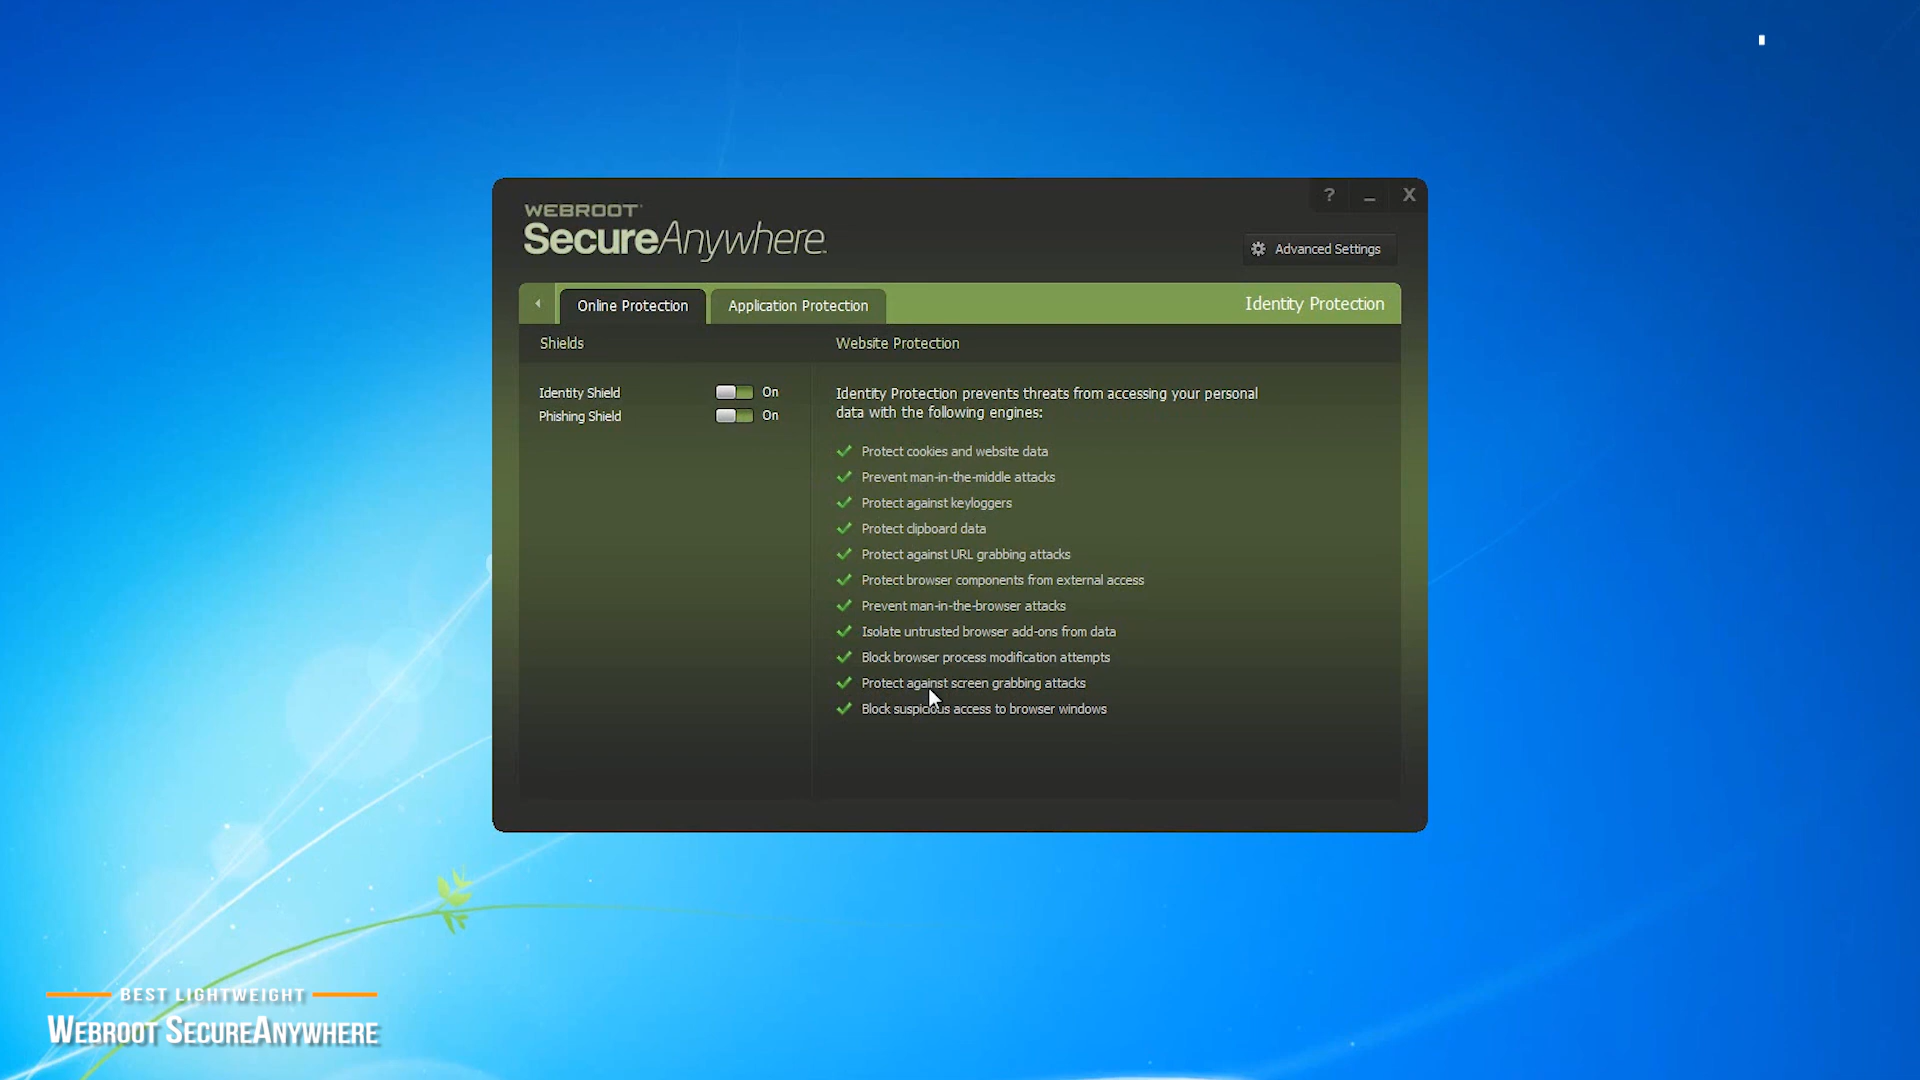 WEBROOT
SecureAnywhere
? _ X
Advanced Settings
Online Protection
Application Protection
Identity Protection
Shields
Website Protection
Identity Shield On
Phishing Shield On
Identity Protection prevents threats from accessing your personal
data with the following engines:
Protect cookies and website data
Prevent man-in-the-middle attacks
Protect against keyloggers
Protect clipboard data
Protect against URL grabbing attacks
Protect browser components from external access
Prevent man-in-the-browser attacks
Isolate untrusted browser add-ons from data
Block browser process modification attempts
Protect against screen grabbing attacks
Block suspicious access to browser windows
BEST LIGHTWEIGHT
WEBROOT SECUREANYWHERE